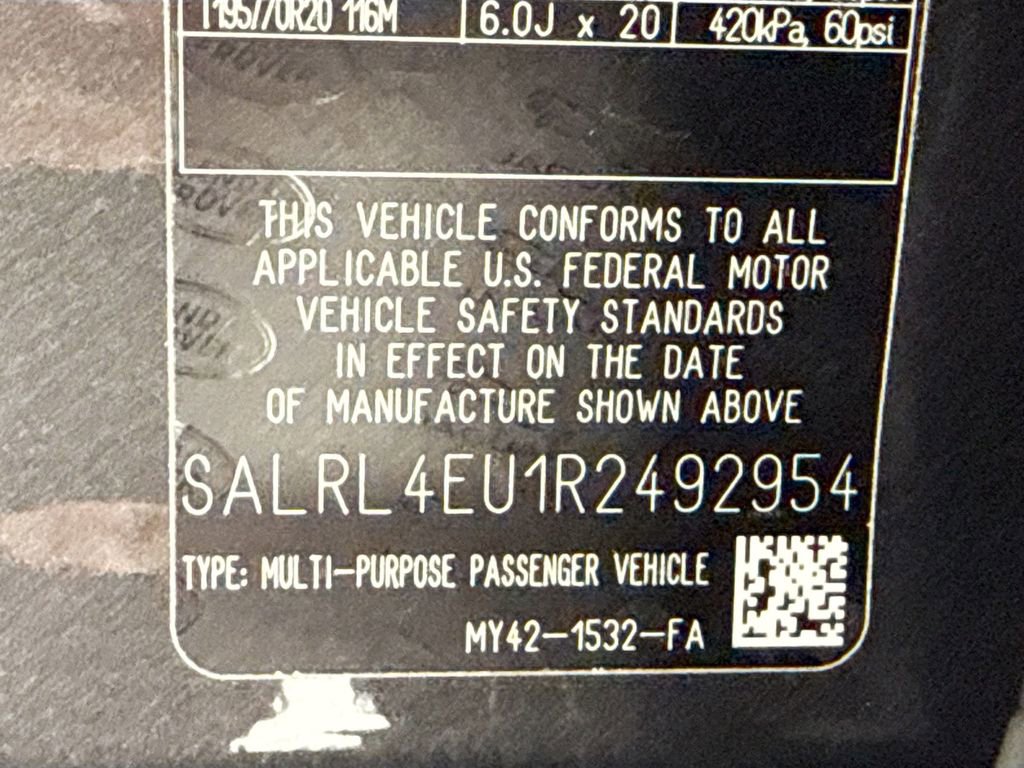 T195/70R20 116M 6.0J x 20 420kPa, 60psi
THIS VEHICLE CONFORMS TO ALL
APPLICABLE U.S. FEDERAL MOTOR
VEHICLE SAFETY STANDARDS
IN EFFECT ON THE DATE
OF MANUFACTURE SHOWN ABOVE
SALRL4EU1R2492954
TYPE: MULTI-PURPOSE PASSENGER VEHICLE
MY42-1532-FA